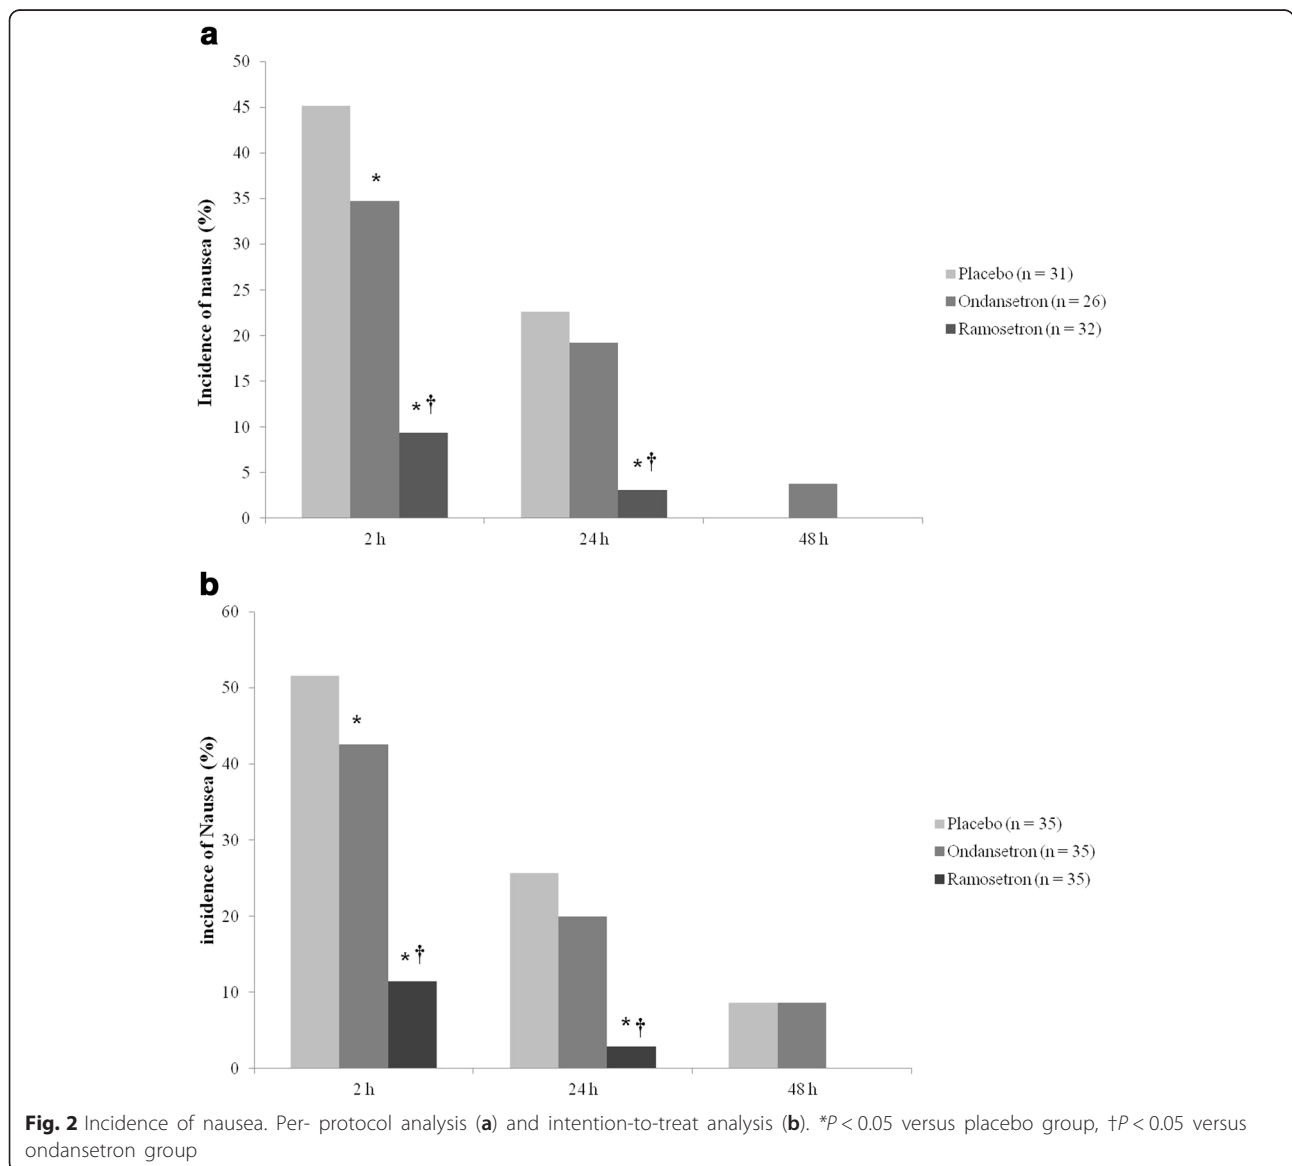 a
50
45
40
35
30
25
20
15
10
5
0
Incidence of nausea (%)
*
* †
* †
2 h
24 h
48 h
Placebo (n = 31)
Ondansetron (n = 26)
Ramosetron (n = 32)
b
60
50
40
30
20
10
0
incidence of Nausea (%)
*
* †
* †
2 h
24 h
48 h
Placebo (n = 35)
Ondansetron (n = 35)
Ramosetron (n = 35)
Fig. 2 Incidence of nausea. Per- protocol analysis (a) and intention-to-treat analysis (b). *P < 0.05 versus placebo group, †P < 0.05 versus
ondansetron group